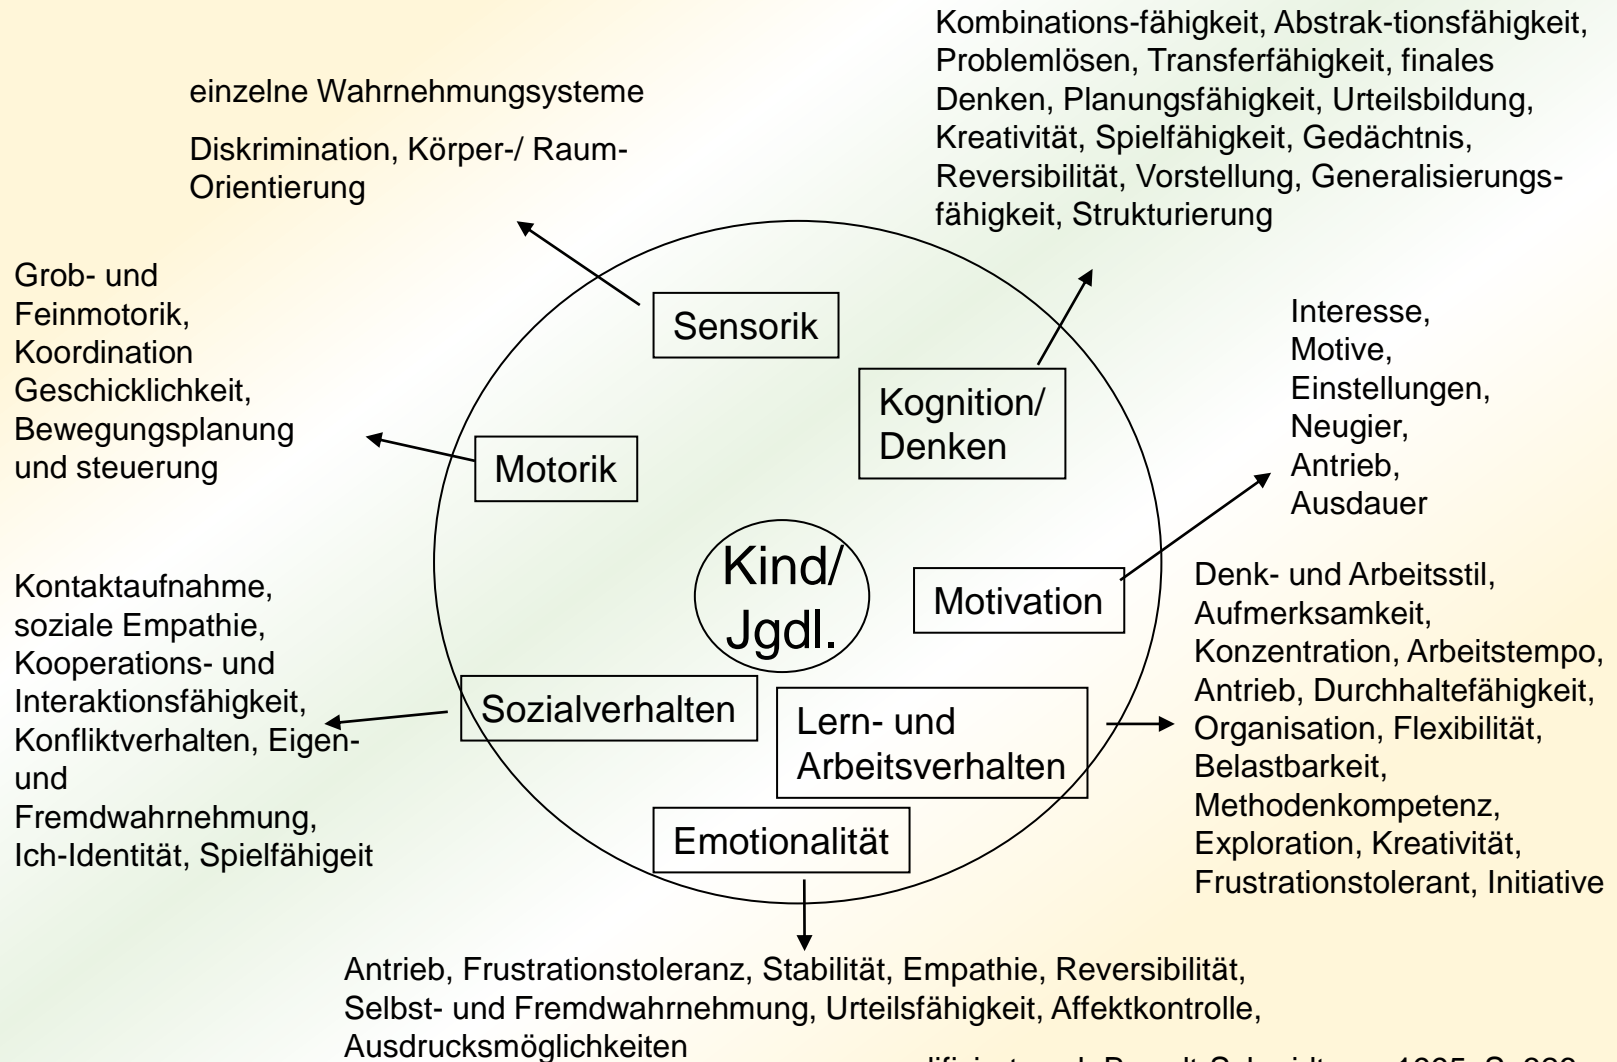 Kombinations-fähigkeit, Abstrak-tionsfähigkeit,
Problemlösen, Transferfähigkeit, finales
Denken, Planungsfähigkeit, Urteilsbildung,
Kreativität, Spielfähigkeit, Gedächtnis,
Reversibilität, Vorstellung, Generalisierungs-
fähigkeit, Strukturierung
einzelne Wahrnehmungsysteme
Diskrimination, Körper-/ Raum-
Orientierung
Grob- und
Feinmotorik,
Koordination
Geschicklichkeit,
Bewegungsplanung
und steuerung
Sensorik
Kognition/
Denken
Interesse,
Motive,
Einstellungen,
Neugier,
Antrieb,
Ausdauer
Motorik
Kind/
Jgdl.
Motivation
Kontaktaufnahme,
soziale Empathie,
Kooperations- und
Interaktionsfähigkeit,
Konfliktverhalten, Eigen-
und
Fremdwahrnehmung,
Ich-Identität, Spielfähigeit
Denk- und Arbeitsstil,
Aufmerksamkeit,
Konzentration, Arbeitstempo,
Antrieb, Durchhaltefähigkeit,
Organisation, Flexibilität,
Belastbarkeit,
Methodenkompetenz,
Exploration, Kreativität,
Frustrationstolerant, Initiative
Sozialverhalten
Lern- und
Arbeitsverhalten
Emotionalität
Antrieb, Frustrationstoleranz, Stabilität, Empathie, Reversibilität,
Selbst- und Fremdwahrnehmung, Urteilsfähigkeit, Affektkontrolle,
Ausdrucksmöglichkeiten